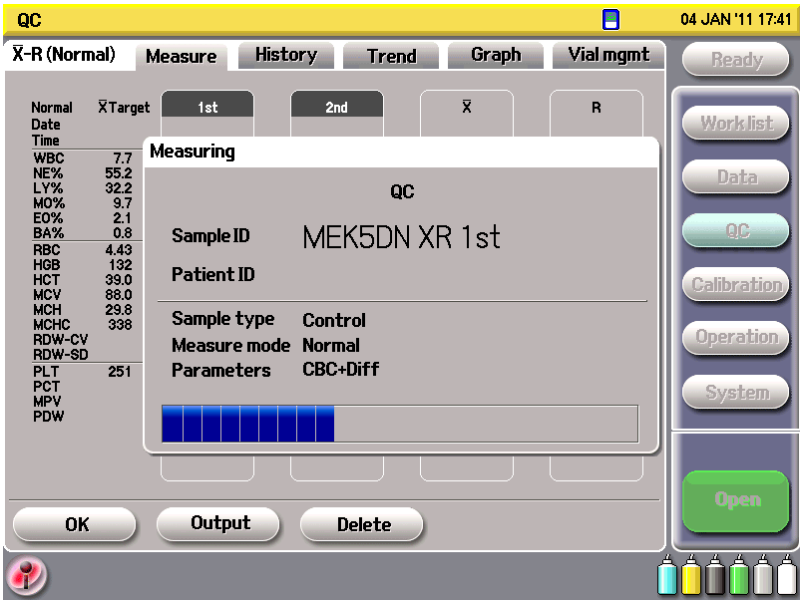 QC 04 JAN '11 17:41
X̄-R (Normal) Measure History Trend Graph Vial mgmt Ready
Normal X̄Target 1st 2nd X̄ R
Date
Time
Work list
Data
QC
Calibration
Operation
System
Open
WBC 7.7
NE% 55.2
LY% 32.2
MO% 9.7
EO% 2.1
BA% 0.8
RBC 4.43
HGB 132
HCT 39.0
MCV 88.0
MCH 29.8
MCHC 338
RDW-CV
RDW-SD
PLT 251
PCT
MPV
PDW
Measuring
QC
Sample ID MEK5DN XR 1st
Patient ID
Sample type Control
Measure mode Normal
Parameters CBC+Diff
OK Output Delete